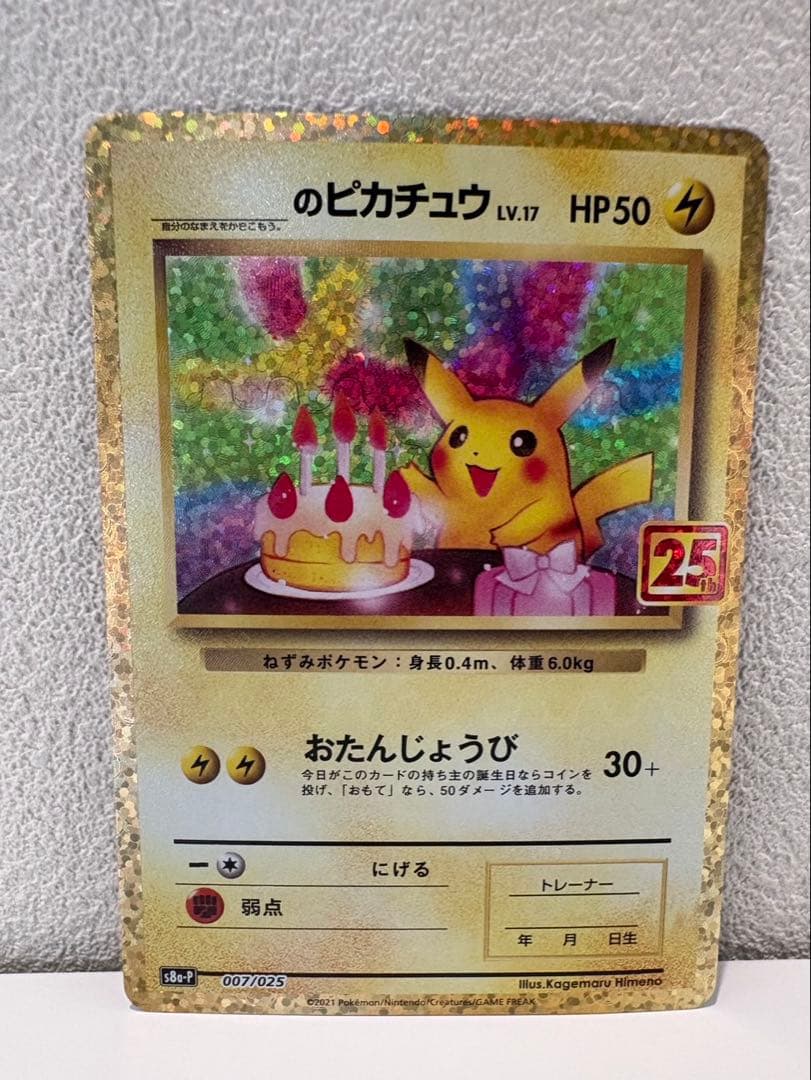 のピカチュウ LV.17 HP50
自分のなまえをかきこもう。
25th
ねずみポケモン：身長0.4m、体重6.0kg
おたんじょうび 30+
今日がこのカードの持ち主の誕生日ならコインを
投げ、「おもて」なら、50ダメージを追加する。
にげる
弱点
トレーナー
年 月 日生
s8a-P 007/025 Illus.Kagemaru Himeno
©2021 Pokémon/Nintendo/Creatures/GAME FREAK